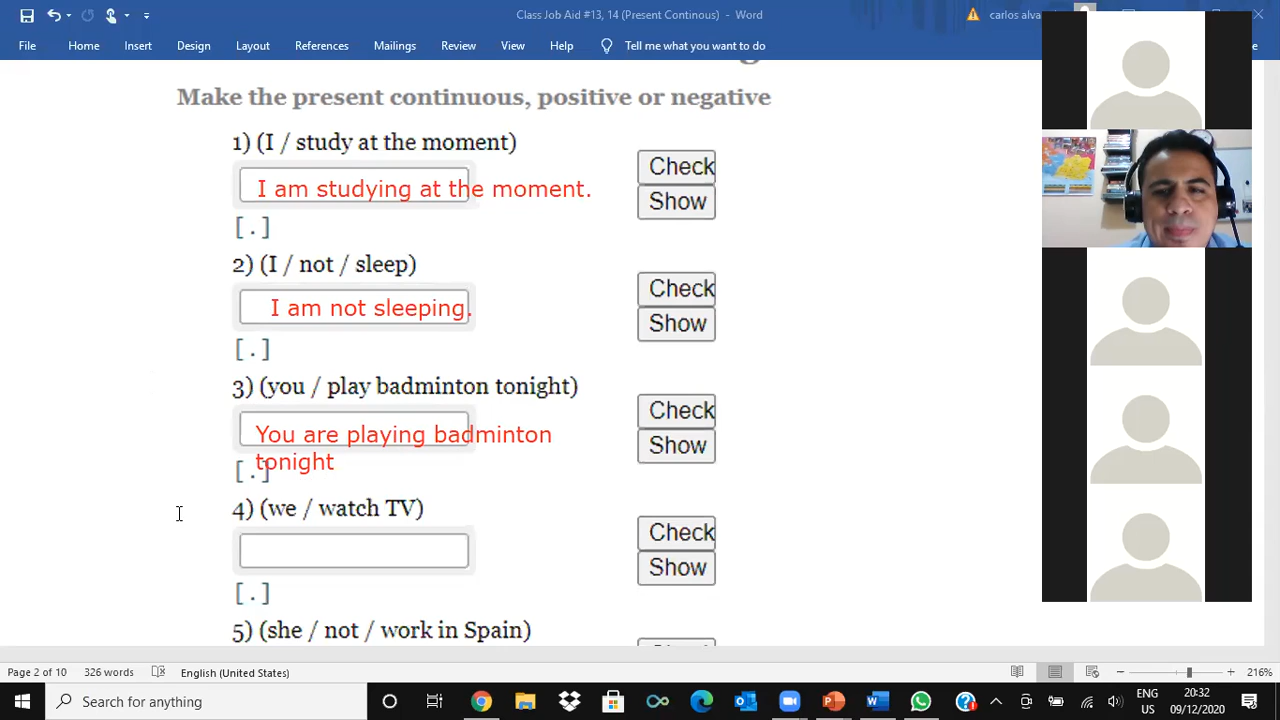 Class Job Aid #13, 14 (Present Continous) - Word
carlos alva
File Home Insert Design Layout References Mailings Review View Help Tell me what you want to do
Make the present continuous, positive or negative
1) (I / study at the moment)
I am studying at the moment.
Check
Show
[ . ]
2) (I / not / sleep)
I am not sleeping.
Check
Show
[ . ]
3) (you / play badminton tonight)
You are playing badminton
tonight
Check
Show
[ . ]
4) (we / watch TV)
Check
Show
[ . ]
5) (she / not / work in Spain)
Page 2 of 10 326 words English (United States) 216%
Search for anything
ENG
US
20:32
09/12/2020